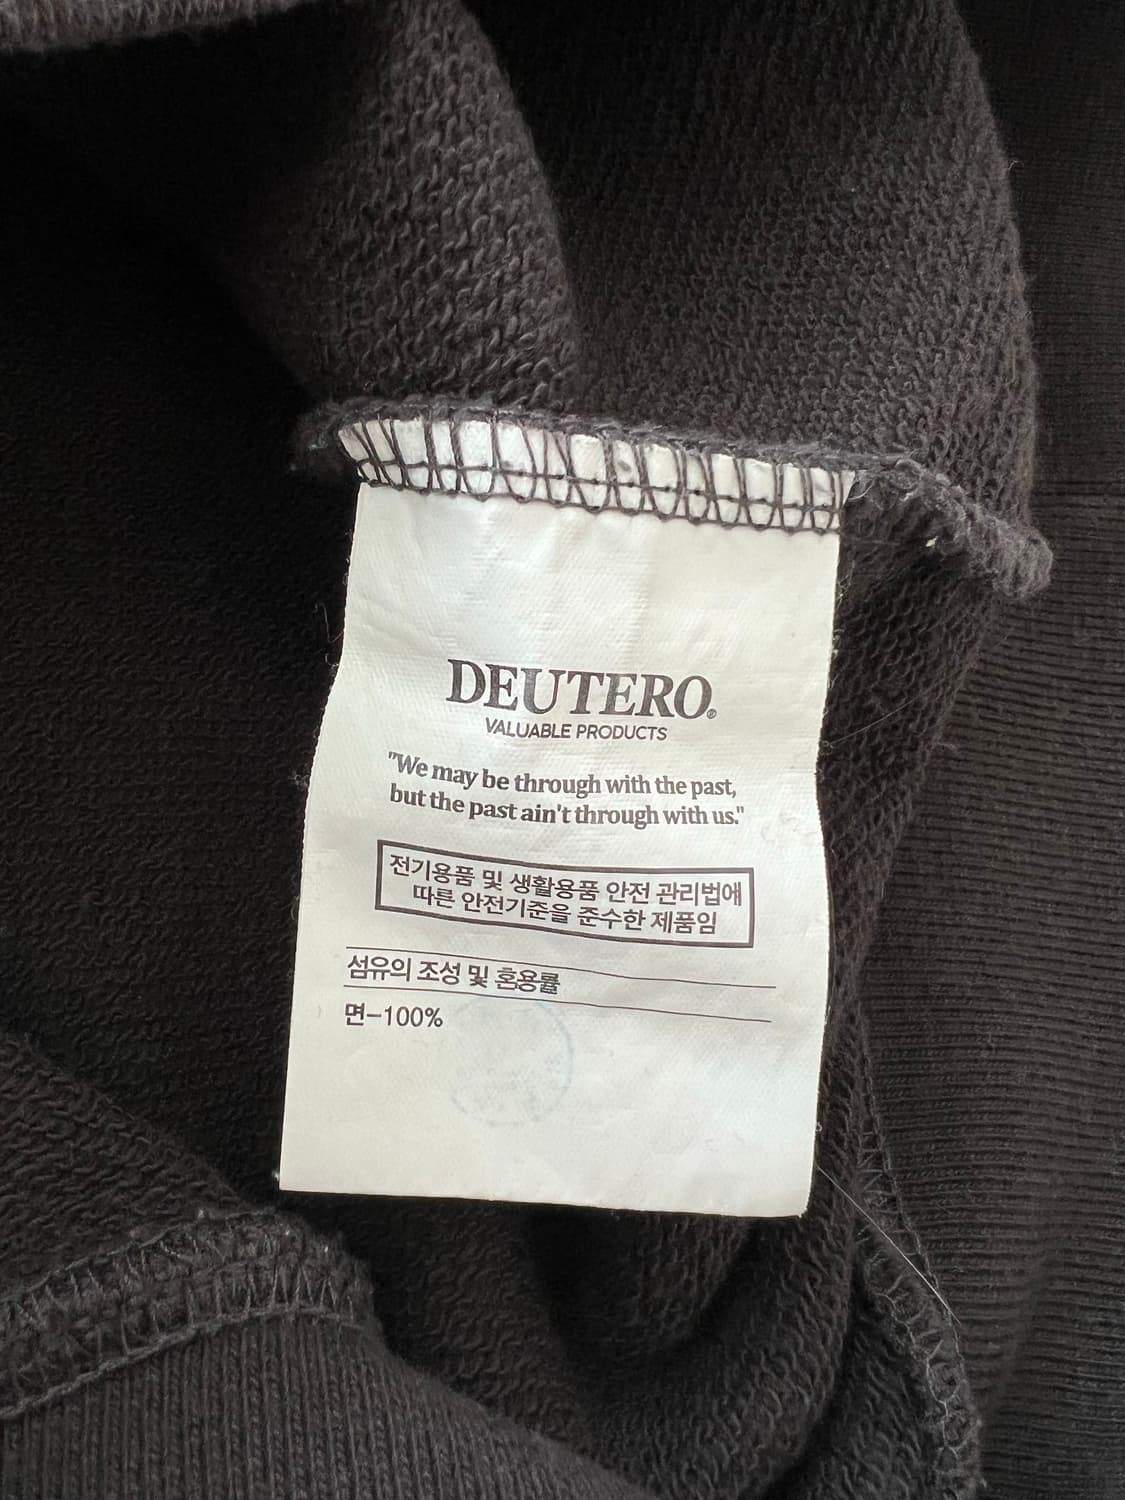 DEUTERO®
VALUABLE PRODUCTS
"We may be through with the past,
but the past ain't through with us."
전기용품 및 생활용품 안전 관리법애
따른 안전기준을 준수한 제품임
섬유의 조성 및 혼용률
면-100%